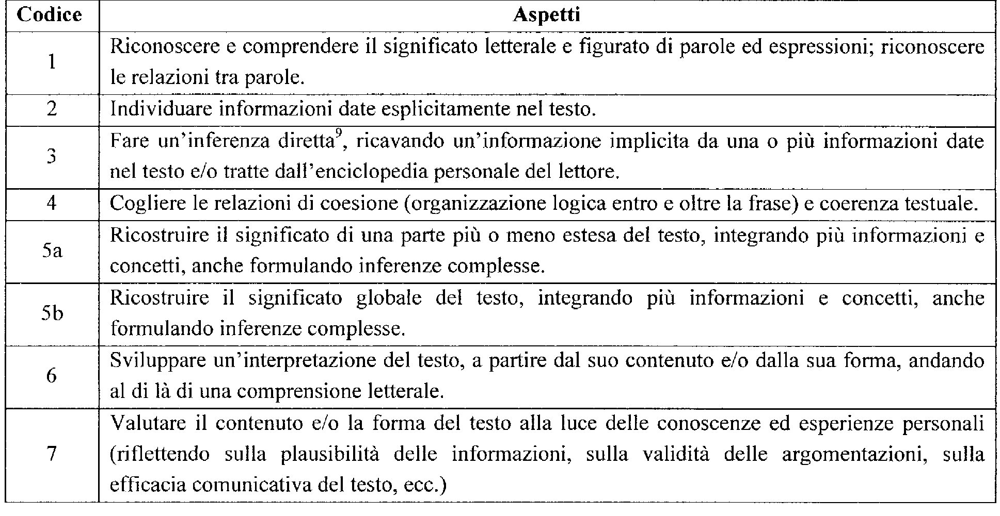 Codice Aspetti
1 Riconoscere e comprendere il significato letterale e figurato di parole ed espressioni; riconoscere
le relazioni tra parole.
2 Individuare informazioni date esplicitamente nel testo.
3 Fare un'inferenza diretta⁹, ricavando un'informazione implicita da una o più informazioni date
nel testo e/o tratte dall'enciclopedia personale del lettore.
4 Cogliere le relazioni di coesione (organizzazione logica entro e oltre la frase) e coerenza testuale.
5a Ricostruire il significato di una parte più o meno estesa del testo, integrando più informazioni e
concetti, anche formulando inferenze complesse.
5b Ricostruire il significato globale del testo, integrando più informazioni e concetti, anche
formulando inferenze complesse.
6 Sviluppare un'interpretazione del testo, a partire dal suo contenuto e/o dalla sua forma, andando
al di là di una comprensione letterale.
7 Valutare il contenuto e/o la forma del testo alla luce delle conoscenze ed esperienze personali
(riflettendo sulla plausibilità delle informazioni, sulla validità delle argomentazioni, sulla
efficacia comunicativa del testo, ecc.)